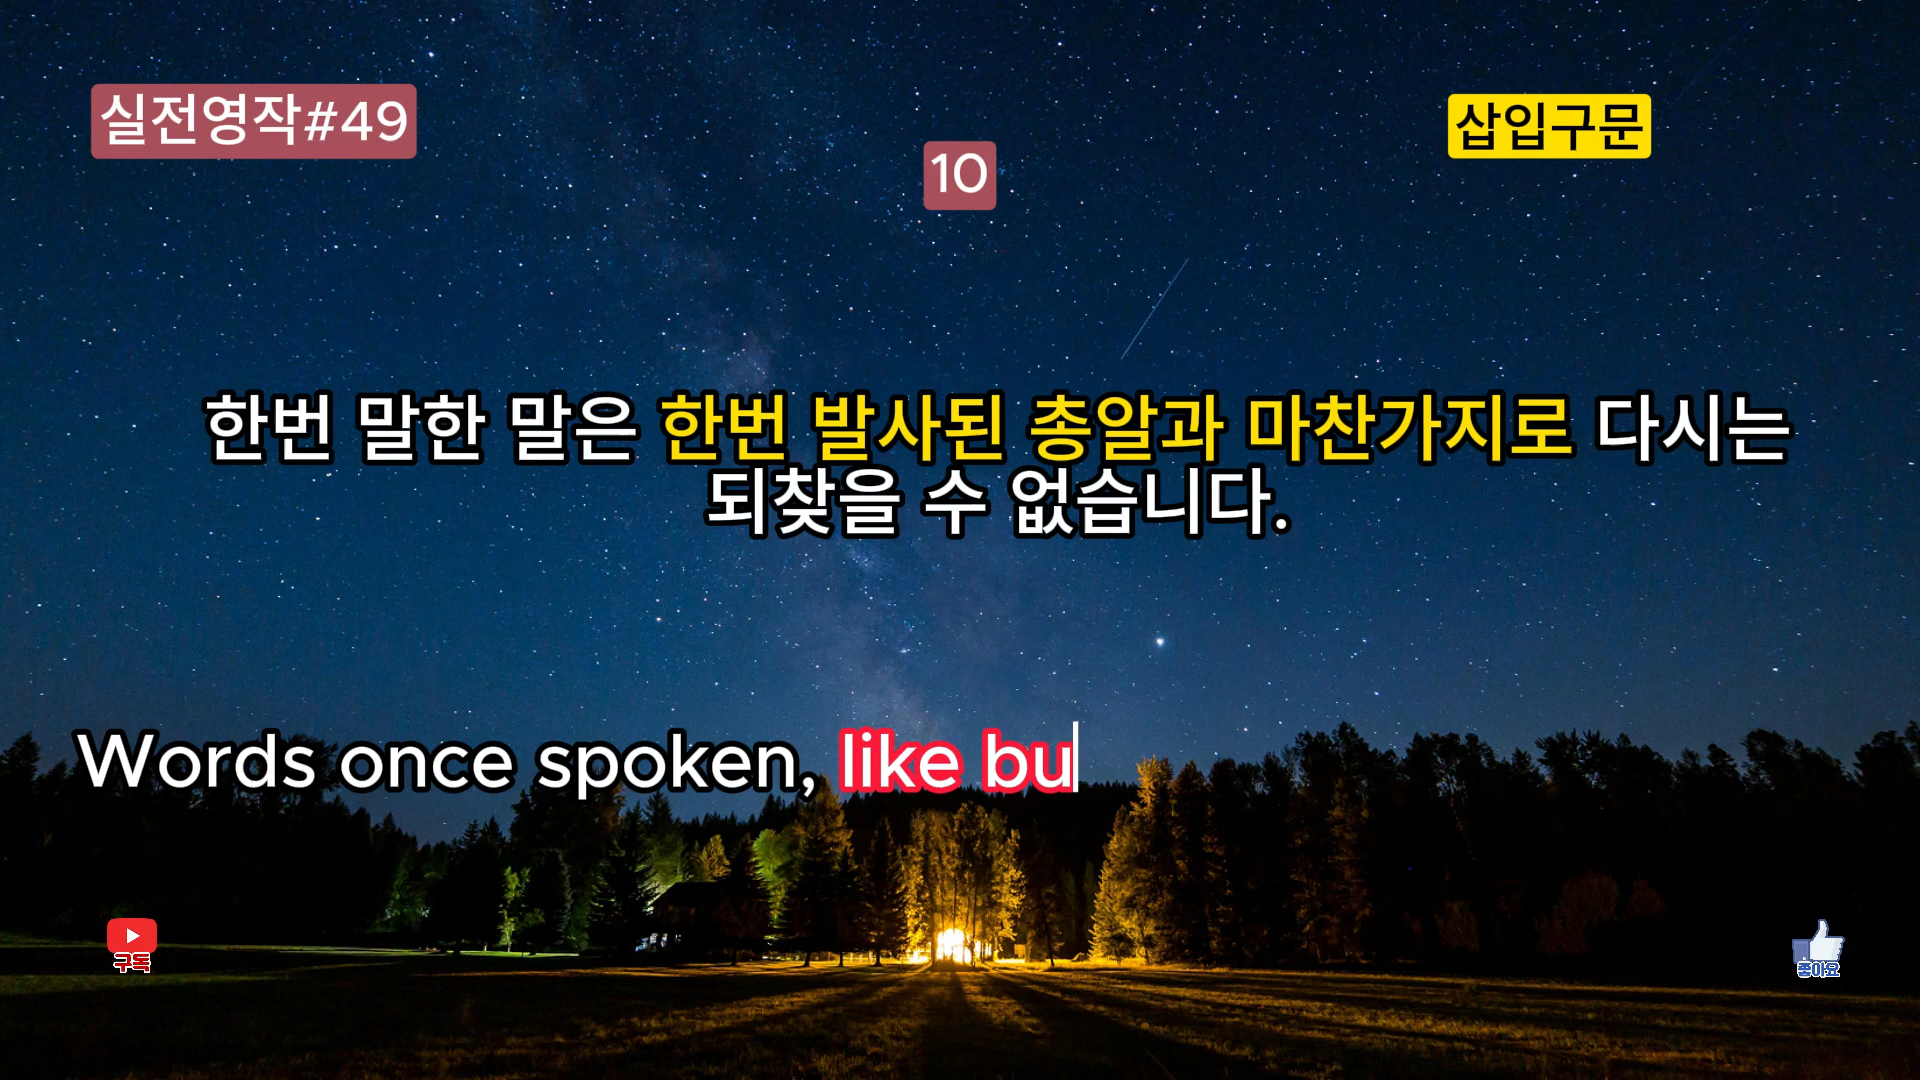 실전영작#49
삽입구문
10
한번 말한 말은 한번 발사된 총알과 마찬가지로 다시는
되찾을 수 없습니다.
Words once spoken, like bu
구독
좋아요